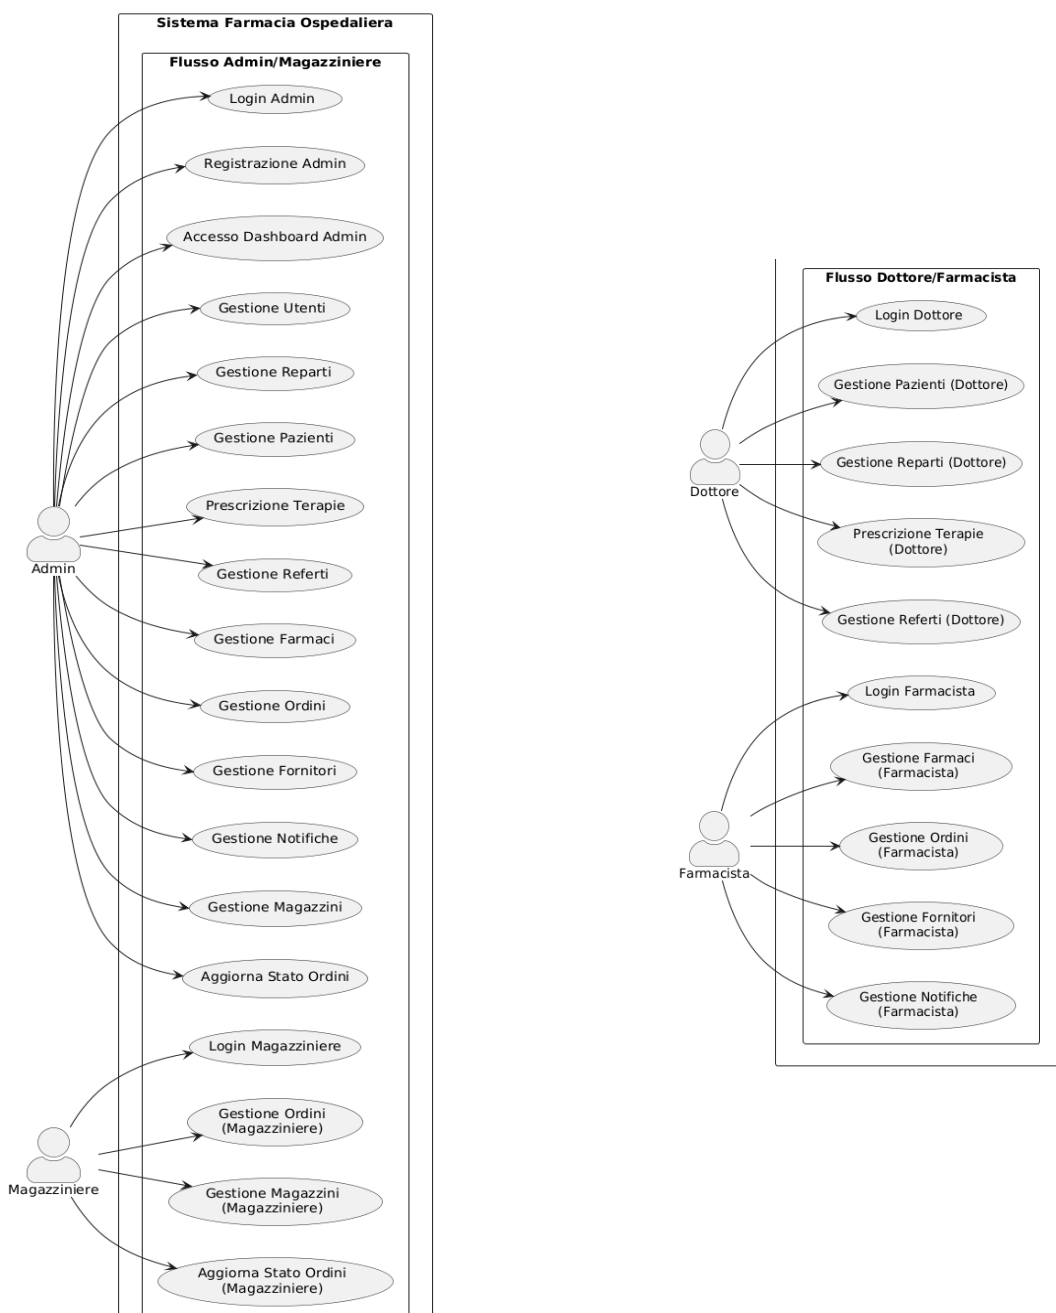 Sistema Farmacia Ospedaliera
Flusso Admin/Magazziniere
Login Admin
Registrazione Admin
Accesso Dashboard Admin
Gestione Utenti
Gestione Reparti
Gestione Pazienti
Prescrizione Terapie
Gestione Referti
Admin
Gestione Farmaci
Gestione Ordini
Gestione Fornitori
Gestione Notifiche
Gestione Magazzini
Aggiorna Stato Ordini
Login Magazziniere
Gestione Ordini
(Magazziniere)
Magazziniere
Gestione Magazzini
(Magazziniere)
Aggiorna Stato Ordini
(Magazziniere)
Flusso Dottore/Farmacista
Login Dottore
Gestione Pazienti (Dottore)
Gestione Reparti (Dottore)
Dottore
Prescrizione Terapie
(Dottore)
Gestione Referti (Dottore)
Login Farmacista
Gestione Farmaci
(Farmacista)
Gestione Ordini
(Farmacista)
Farmacista
Gestione Fornitori
(Farmacista)
Gestione Notifiche
(Farmacista)